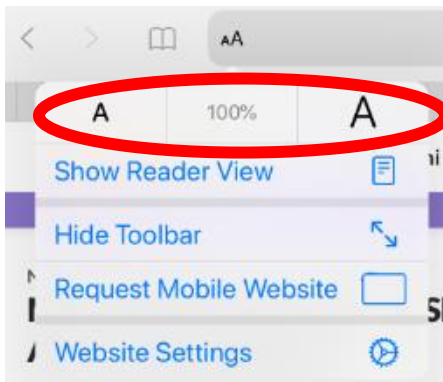 AA
A 100% A
Show Reader View
Hide Toolbar
Request Mobile Website
Website Settings